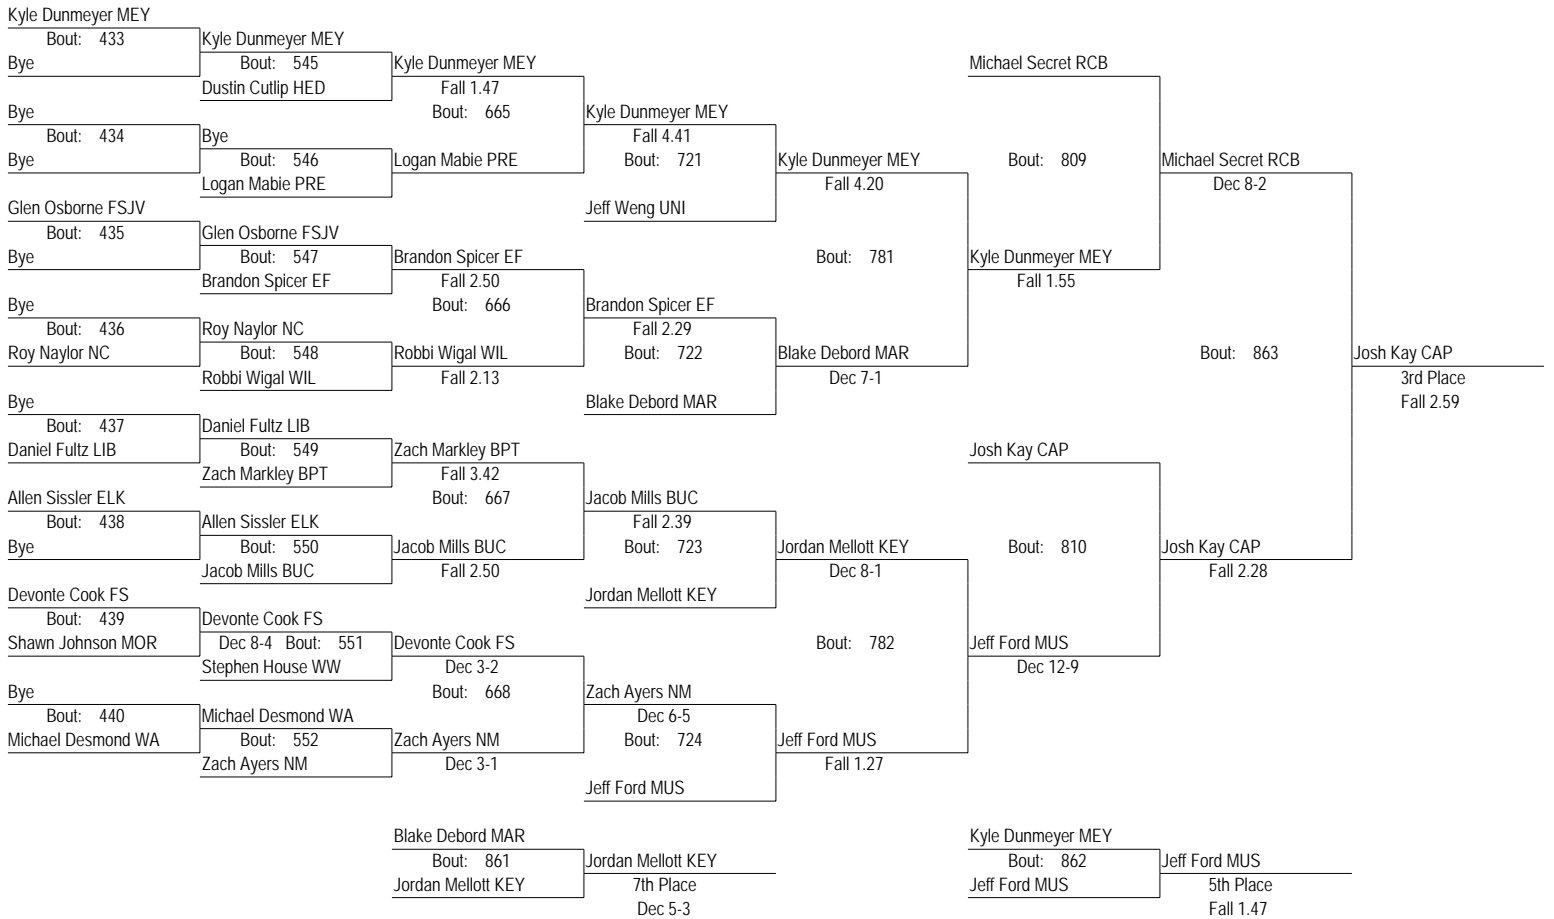 Kyle Dunmeyer MEY
Bout: 433
Bye
Bye
Bout: 434
Bye
Glen Osborne FSJV
Bout: 435
Bye
Bye
Bout: 436
Roy Naylor NC
Bye
Bout: 437
Daniel Fultz LIB
Allen Sissler ELK
Bout: 438
Bye
Devonte Cook FS
Bout: 439
Shawn Johnson MOR
Bye
Bout: 440
Michael Desmond WA
Kyle Dunmeyer MEY
Bout: 545
Dustin Cutlip HED
Bye
Bout: 546
Logan Mabie PRE
Glen Osborne FSJV
Bout: 547
Brandon Spicer EF
Roy Naylor NC
Bout: 548
Robbi Wigal WIL
Daniel Fultz LIB
Bout: 549
Zach Markley BPT
Allen Sissler ELK
Bout: 550
Jacob Mills BUC
Devonte Cook FS
Dec 8-4 Bout: 551
Stephen House WW
Michael Desmond WA
Bout: 552
Zach Ayers NM
Kyle Dunmeyer MEY
Fall 1.47
Bout: 665
Logan Mabie PRE
Brandon Spicer EF
Fall 2.50
Bout: 666
Robbi Wigal WIL
Fall 2.13
Zach Markley BPT
Fall 3.42
Bout: 667
Jacob Mills BUC
Fall 2.50
Devonte Cook FS
Dec 3-2
Bout: 668
Zach Ayers NM
Dec 3-1
Kyle Dunmeyer MEY
Fall 4.41
Bout: 721
Jeff Weng UNI
Brandon Spicer EF
Fall 2.29
Bout: 722
Blake Debord MAR
Jacob Mills BUC
Fall 2.39
Bout: 723
Jordan Mellott KEY
Zach Ayers NM
Dec 6-5
Bout: 724
Jeff Ford MUS
Kyle Dunmeyer MEY
Fall 4.20
Bout: 781
Blake Debord MAR
Dec 7-1
Jordan Mellott KEY
Dec 8-1
Bout: 782
Jeff Ford MUS
Fall 1.27
Michael Secret RCB
Bout: 809
Kyle Dunmeyer MEY
Fall 1.55
Josh Kay CAP
Bout: 810
Jeff Ford MUS
Dec 12-9
Michael Secret RCB
Dec 8-2
Bout: 863
Josh Kay CAP
Fall 2.28
Josh Kay CAP
3rd Place
Fall 2.59
Blake Debord MAR
Bout: 861
Jordan Mellott KEY
Jordan Mellott KEY
7th Place
Dec 5-3
Kyle Dunmeyer MEY
Bout: 862
Jeff Ford MUS
Jeff Ford MUS
5th Place
Fall 1.47